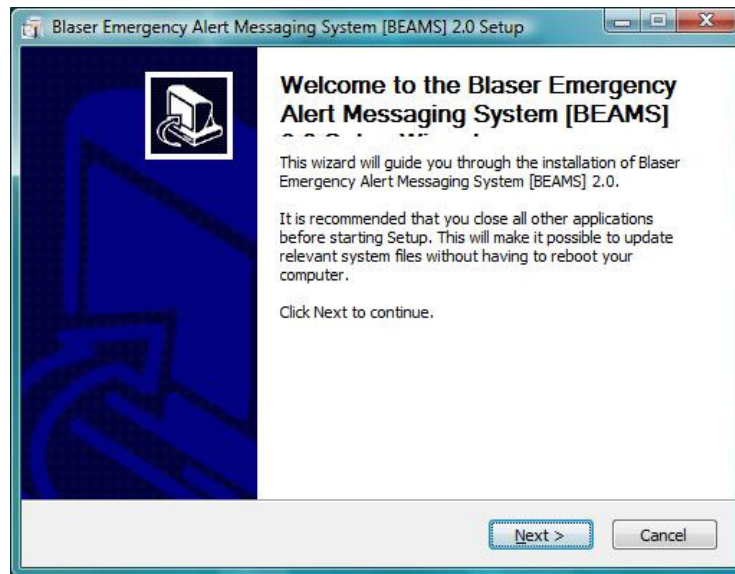 Blaser Emergency Alert Messaging System [BEAMS] 2.0 Setup
Welcome to the Blaser Emergency
Alert Messaging System [BEAMS]
This wizard will guide you through the installation of Blaser
Emergency Alert Messaging System [BEAMS] 2.0.
It is recommended that you close all other applications
before starting Setup. This will make it possible to update
relevant system files without having to reboot your
computer.
Click Next to continue.
Next >
Cancel